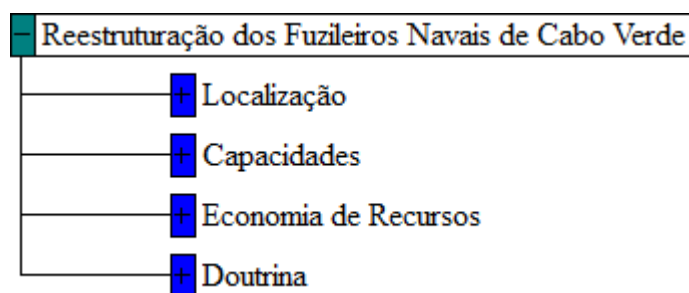 Reestruturação dos Fuzileiros Navais de Cabo Verde
Localização
Capacidades
Economia de Recursos
Doutrina